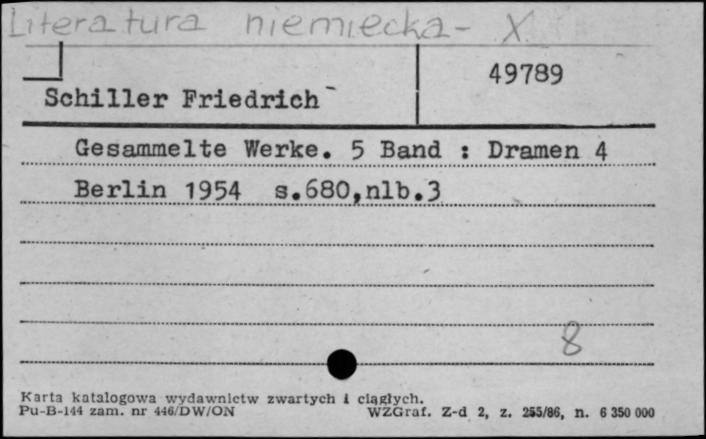 Literatura niemiecka - X
49789
Schiller Friedrich
Gesammelte Werke. 5 Band : Dramen 4
Berlin 1954 s.680,nlb.3
8
Karta katalogowa wydawnictw zwartych i ciągłych.
Pu-B-144 zam. nr 446/DW/ON WZGraf. Z-d 2, z. 255/86, n. 6 350 000